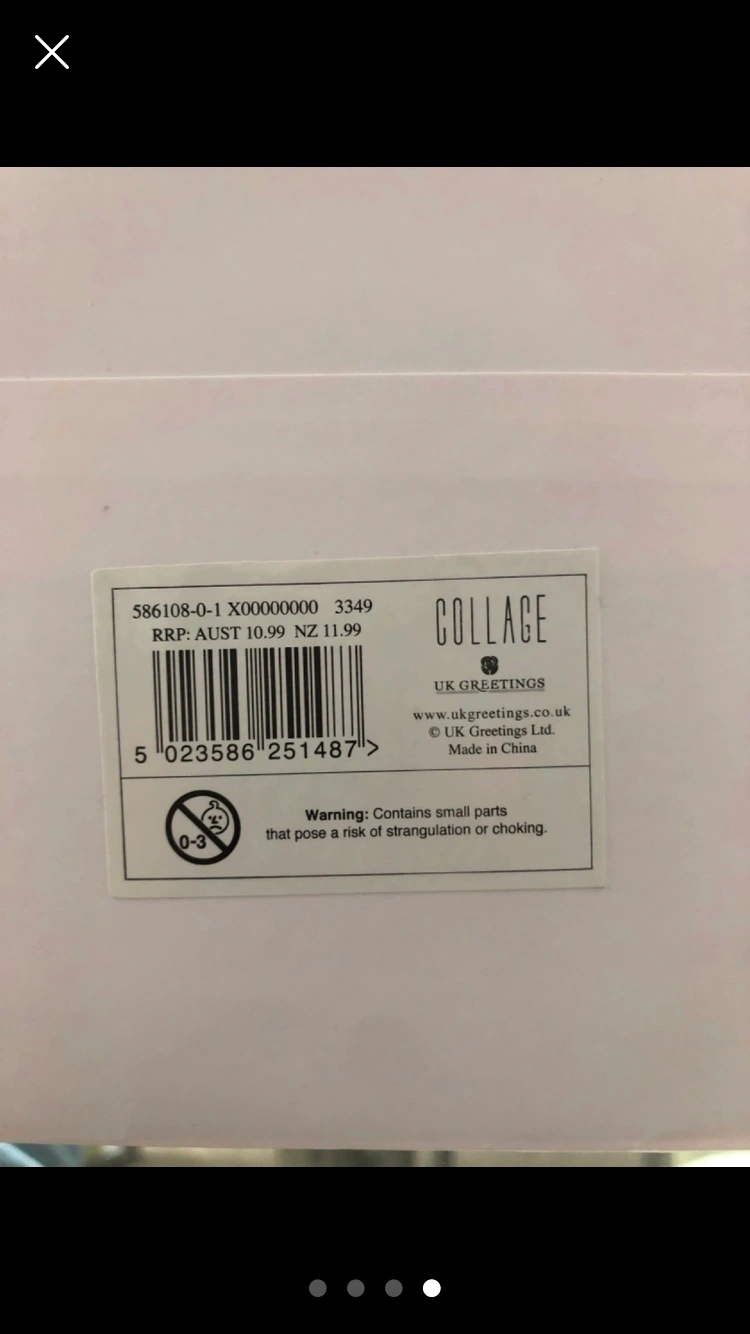 586108-0-1 X00000000 3349
RRP: AUST 10.99 NZ 11.99
5 023586 251487 >
COLLAGE
UK GREETINGS
www.ukgreetings.co.uk
© UK Greetings Ltd.
Made in China
0-3
Warning: Contains small parts
that pose a risk of strangulation or choking.